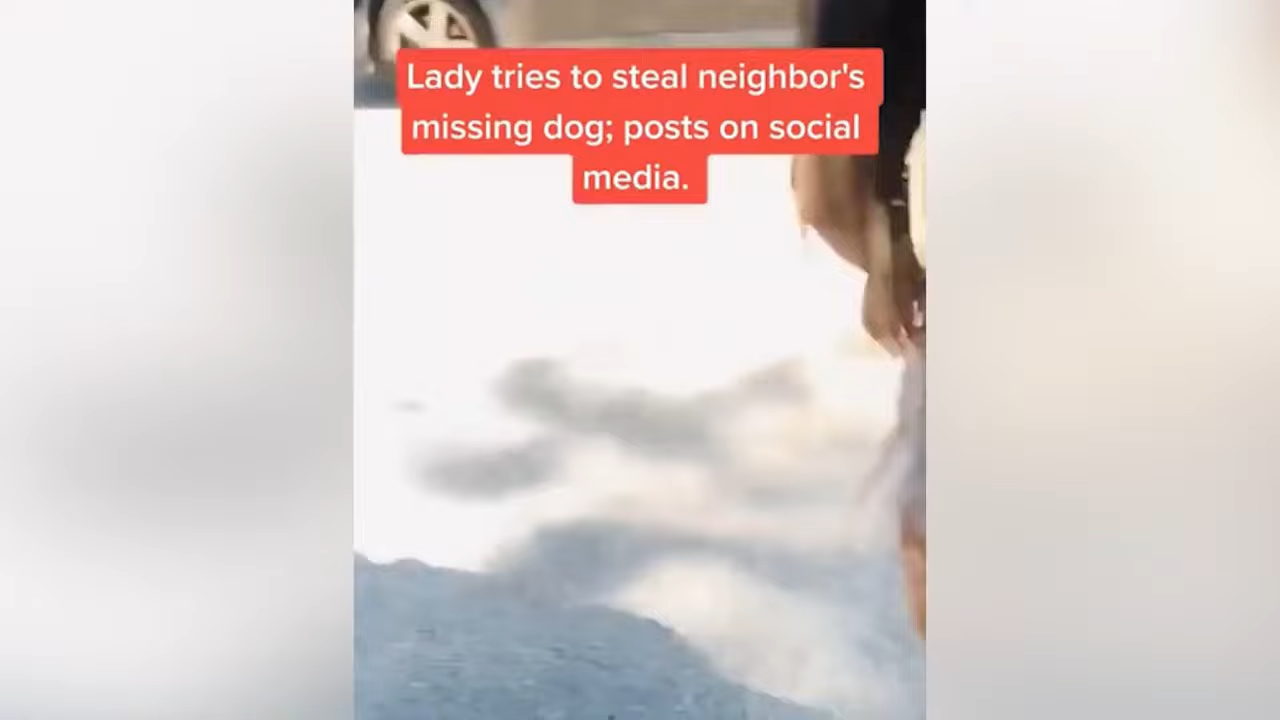 Lady tries to steal neighbor's
missing dog; posts on social
media.